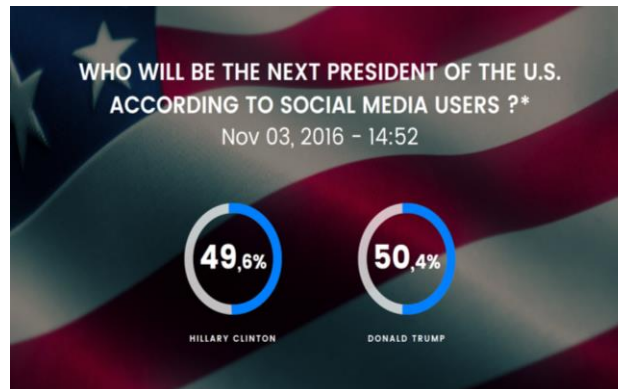 WHO WILL BE THE NEXT PRESIDENT OF THE U.S.
ACCORDING TO SOCIAL MEDIA USERS ?*
Nov 03, 2016 - 14:52
49,6%
50,4%
HILLARY CLINTON
DONALD TRUMP